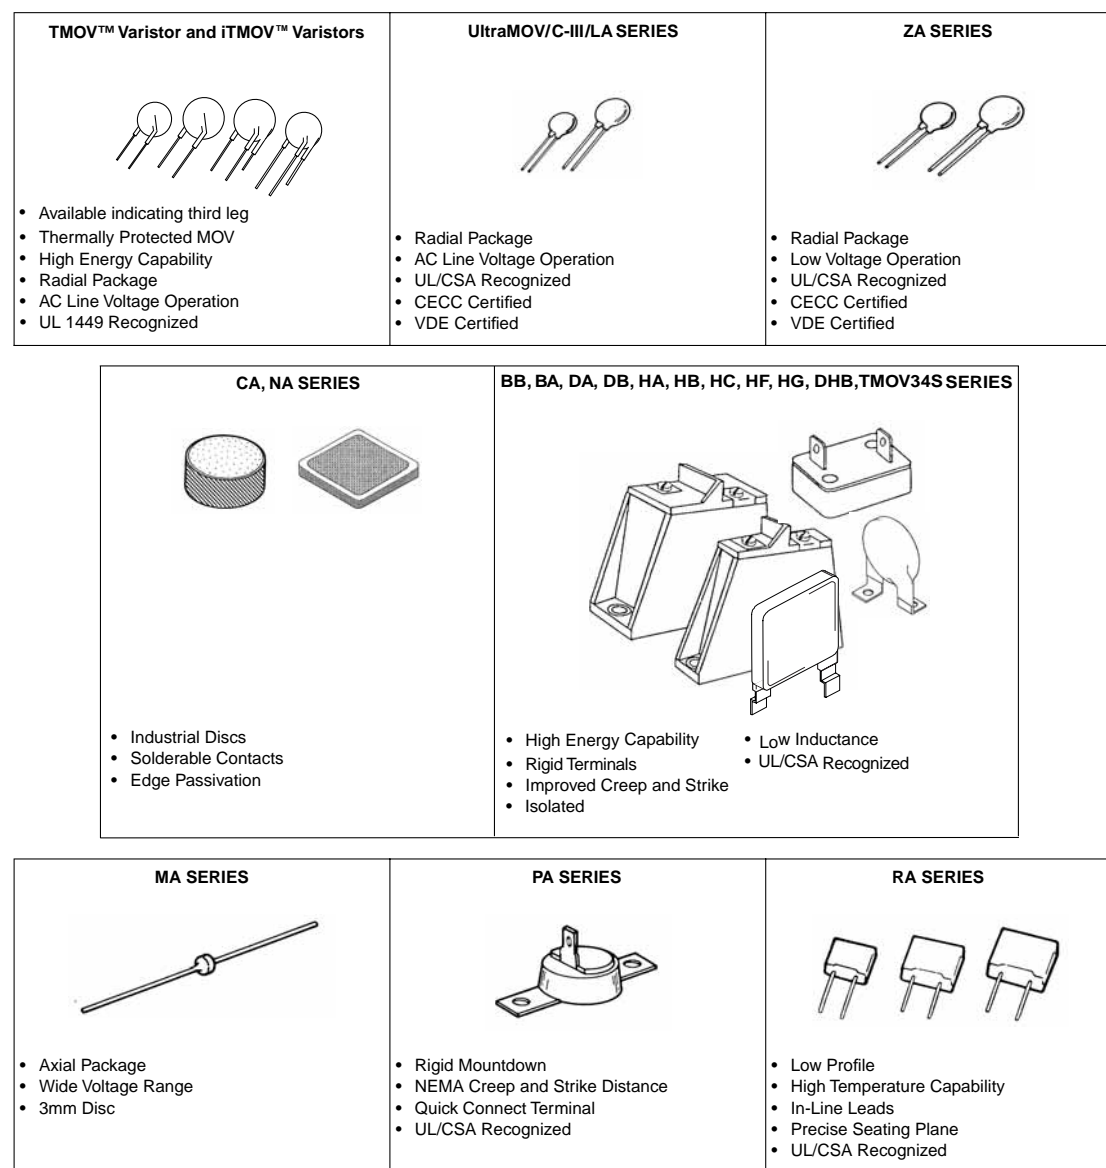 TMOV™ Varistor and iTMOV™ Varistors
• Available indicating third leg
• Thermally Protected MOV
• High Energy Capability
• Radial Package
• AC Line Voltage Operation
• UL 1449 Recognized
UltraMOV/C-III/LA SERIES
• Radial Package
• AC Line Voltage Operation
• UL/CSA Recognized
• CECC Certified
• VDE Certified
ZA SERIES
• Radial Package
• Low Voltage Operation
• UL/CSA Recognized
• CECC Certified
• VDE Certified
CA, NA SERIES
• Industrial Discs
• Solderable Contacts
• Edge Passivation
BB, BA, DA, DB, HA, HB, HC, HF, HG, DHB,TMOV34S SERIES
• High Energy Capability
• Rigid Terminals
• Improved Creep and Strike
• Isolated
• Low Inductance
• UL/CSA Recognized
MA SERIES
• Axial Package
• Wide Voltage Range
• 3mm Disc
PA SERIES
• Rigid Mountdown
• NEMA Creep and Strike Distance
• Quick Connect Terminal
• UL/CSA Recognized
RA SERIES
• Low Profile
• High Temperature Capability
• In-Line Leads
• Precise Seating Plane
• UL/CSA Recognized